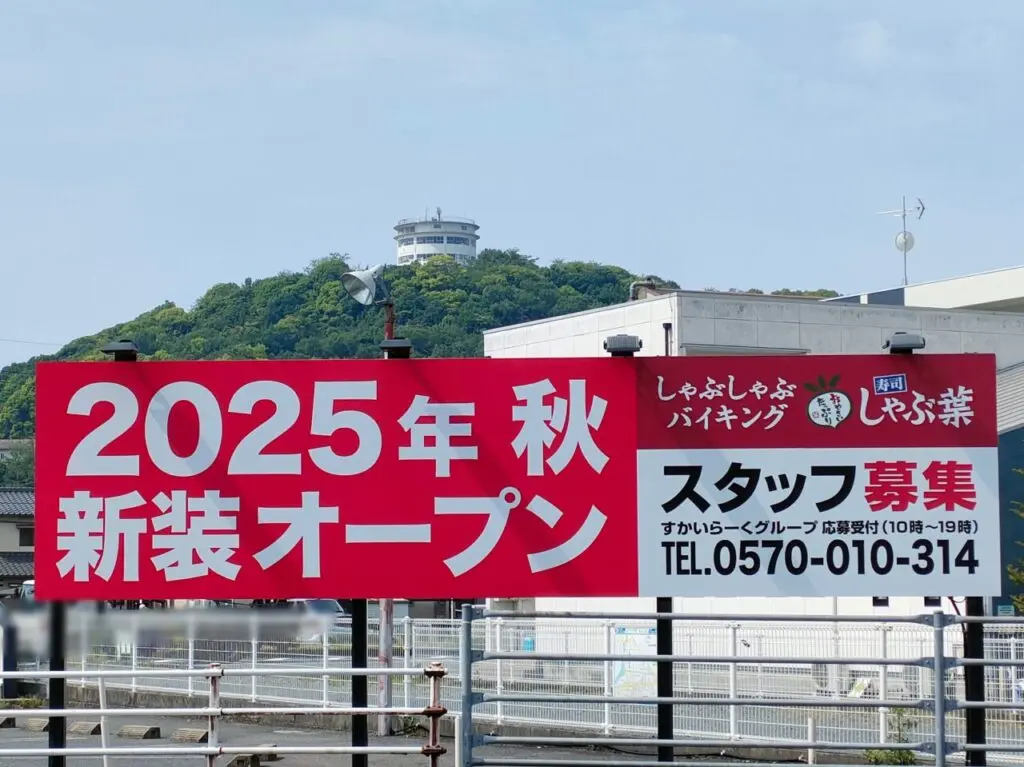 2025年 秋
新装オープン
しゃぶしゃぶ
バイキング
寿司
しゃぶ葉
スタッフ募集
すかいらーくグループ 応募受付(10時～19時)
TEL.0570-010-314